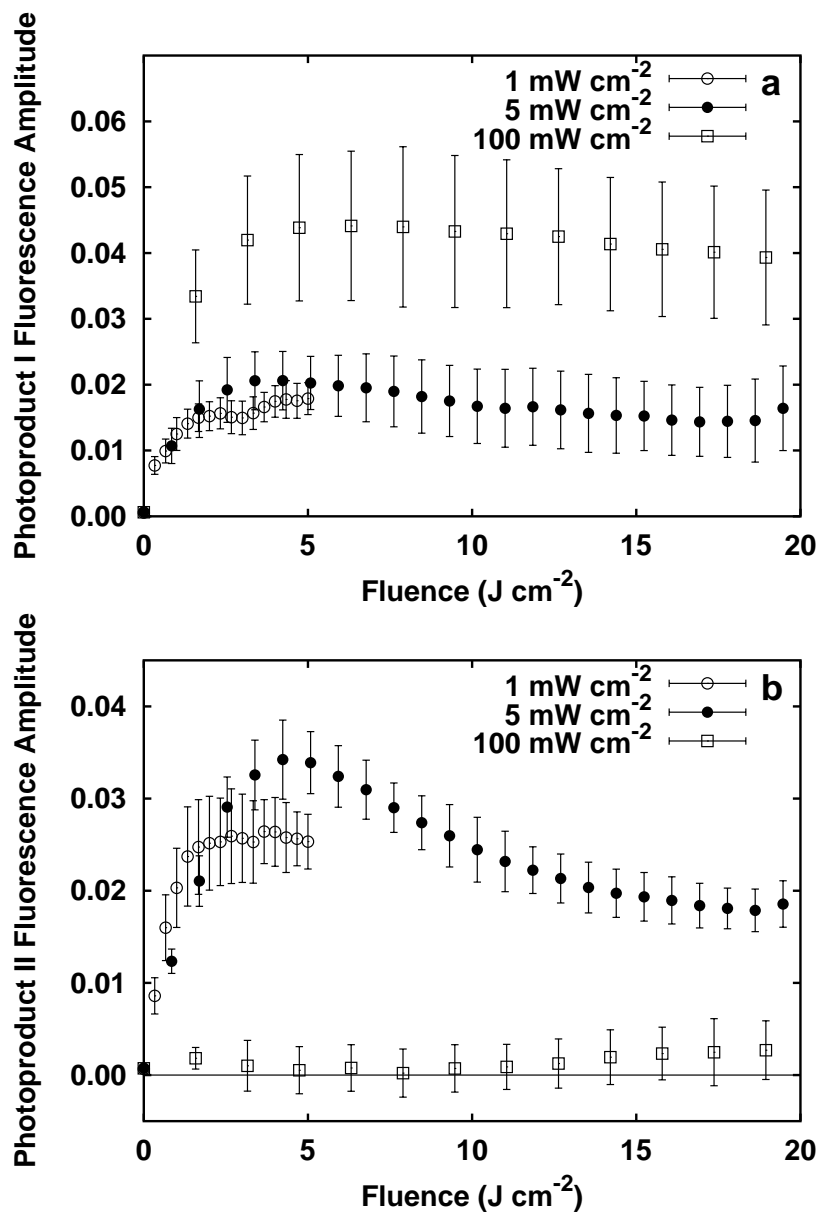 Photoproduct I Fluorescence Amplitude
1 mW cm-2
5 mW cm-2
100 mW cm-2
a
0.06
0.05
0.04
0.03
0.02
0.01
0.00
0 5 10 15 20
Fluence (J cm-2)
Photoproduct II Fluorescence Amplitude
1 mW cm-2
5 mW cm-2
100 mW cm-2
b
0.04
0.03
0.02
0.01
0.00
0 5 10 15 20
Fluence (J cm-2)